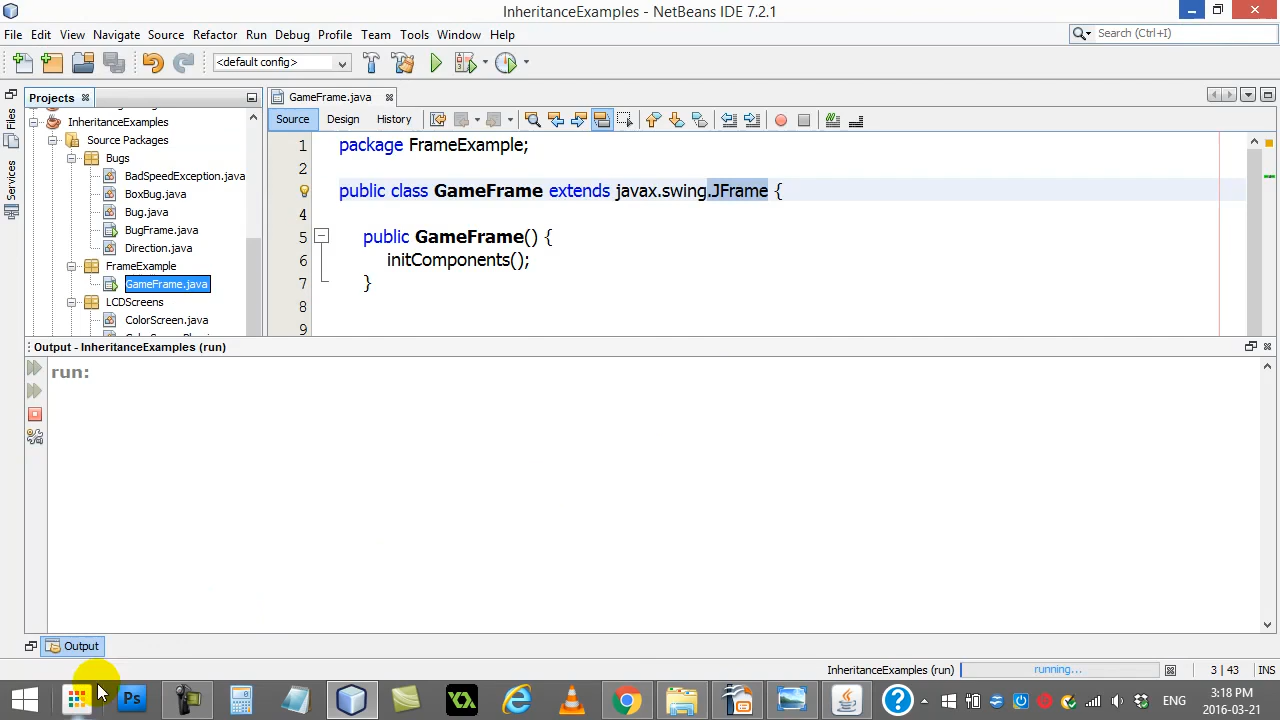 InheritanceExamples - NetBeans IDE 7.2.1
File Edit View Navigate Source Refactor Run Debug Profile Team Tools Window Help
Search (Ctrl+I)
<default config>
Projects
GameFrame.java
Files
Services
InheritanceExamples
Source Packages
Bugs
BadSpeedException.java
BoxBug.java
Bug.java
BugFrame.java
Direction.java
FrameExample
GameFrame.java
LCDScreens
ColorScreen.java
Source Design History
1 package FrameExample;
2
3 public class GameFrame extends javax.swing.JFrame {
4
5 public GameFrame() {
6 initComponents();
7 }
8
9
Output - InheritanceExamples (run)
run:
Output
InheritanceExamples (run)
running...
3 | 43
INS
Ps
ENG
3:18 PM
2016-03-21